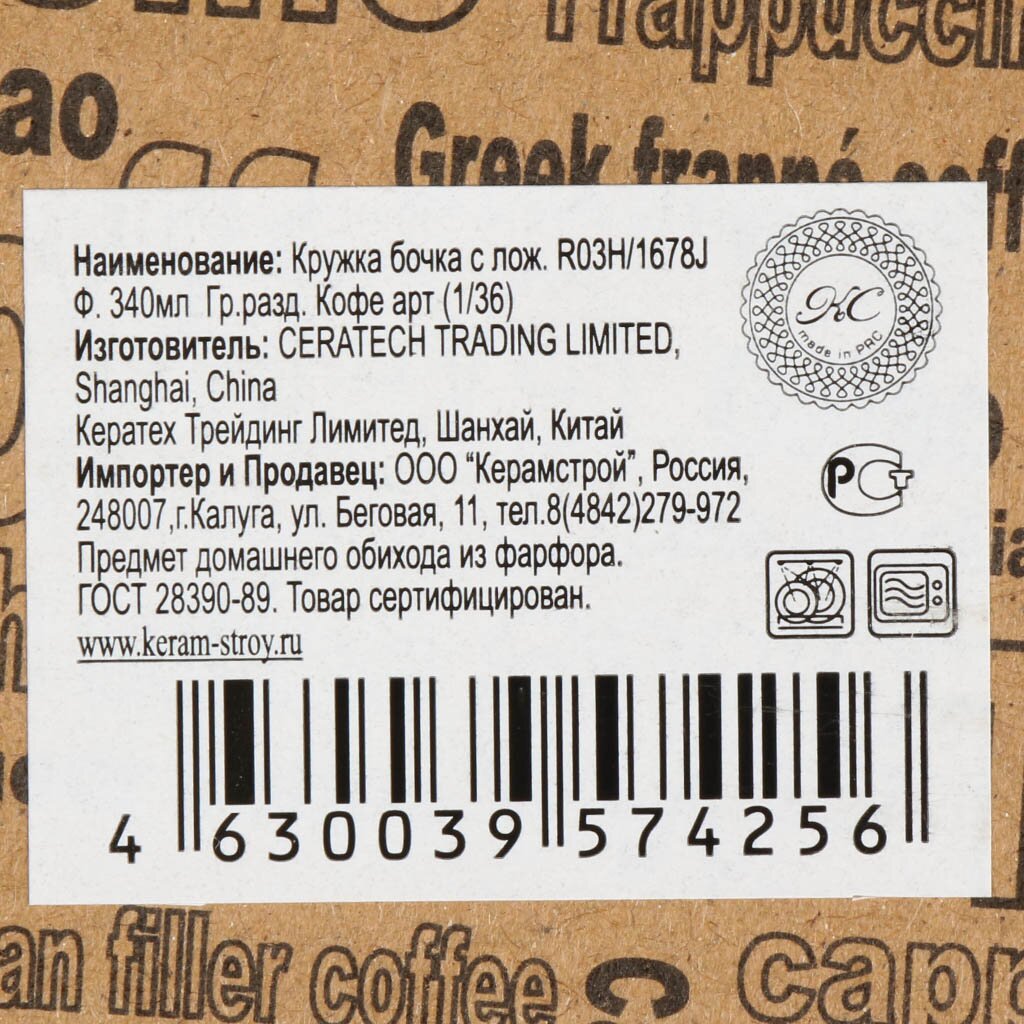 Frappuccin
ao
Greek frappé coff
Наименование: Кружка бочка с лож. R03H/1678J
Ф. 340мл Гр.разд. Кофе арт (1/36)
Изготовитель: CERATECH TRADING LIMITED,
Shanghai, China
Кератех Трейдинг Лимитед, Шанхай, Китай
Импортер и Продавец: ООО “Керамстрой”, Россия,
248007,г.Калуга, ул. Беговая, 11, тел.8(4842)279-972
Предмет домашнего обихода из фарфора.
ГОСТ 28390-89. Товар сертифицирован.
www.keram-stroy.ru
KC
made in PRC
РСТ
4 630039 574256
an filler coffee
capp